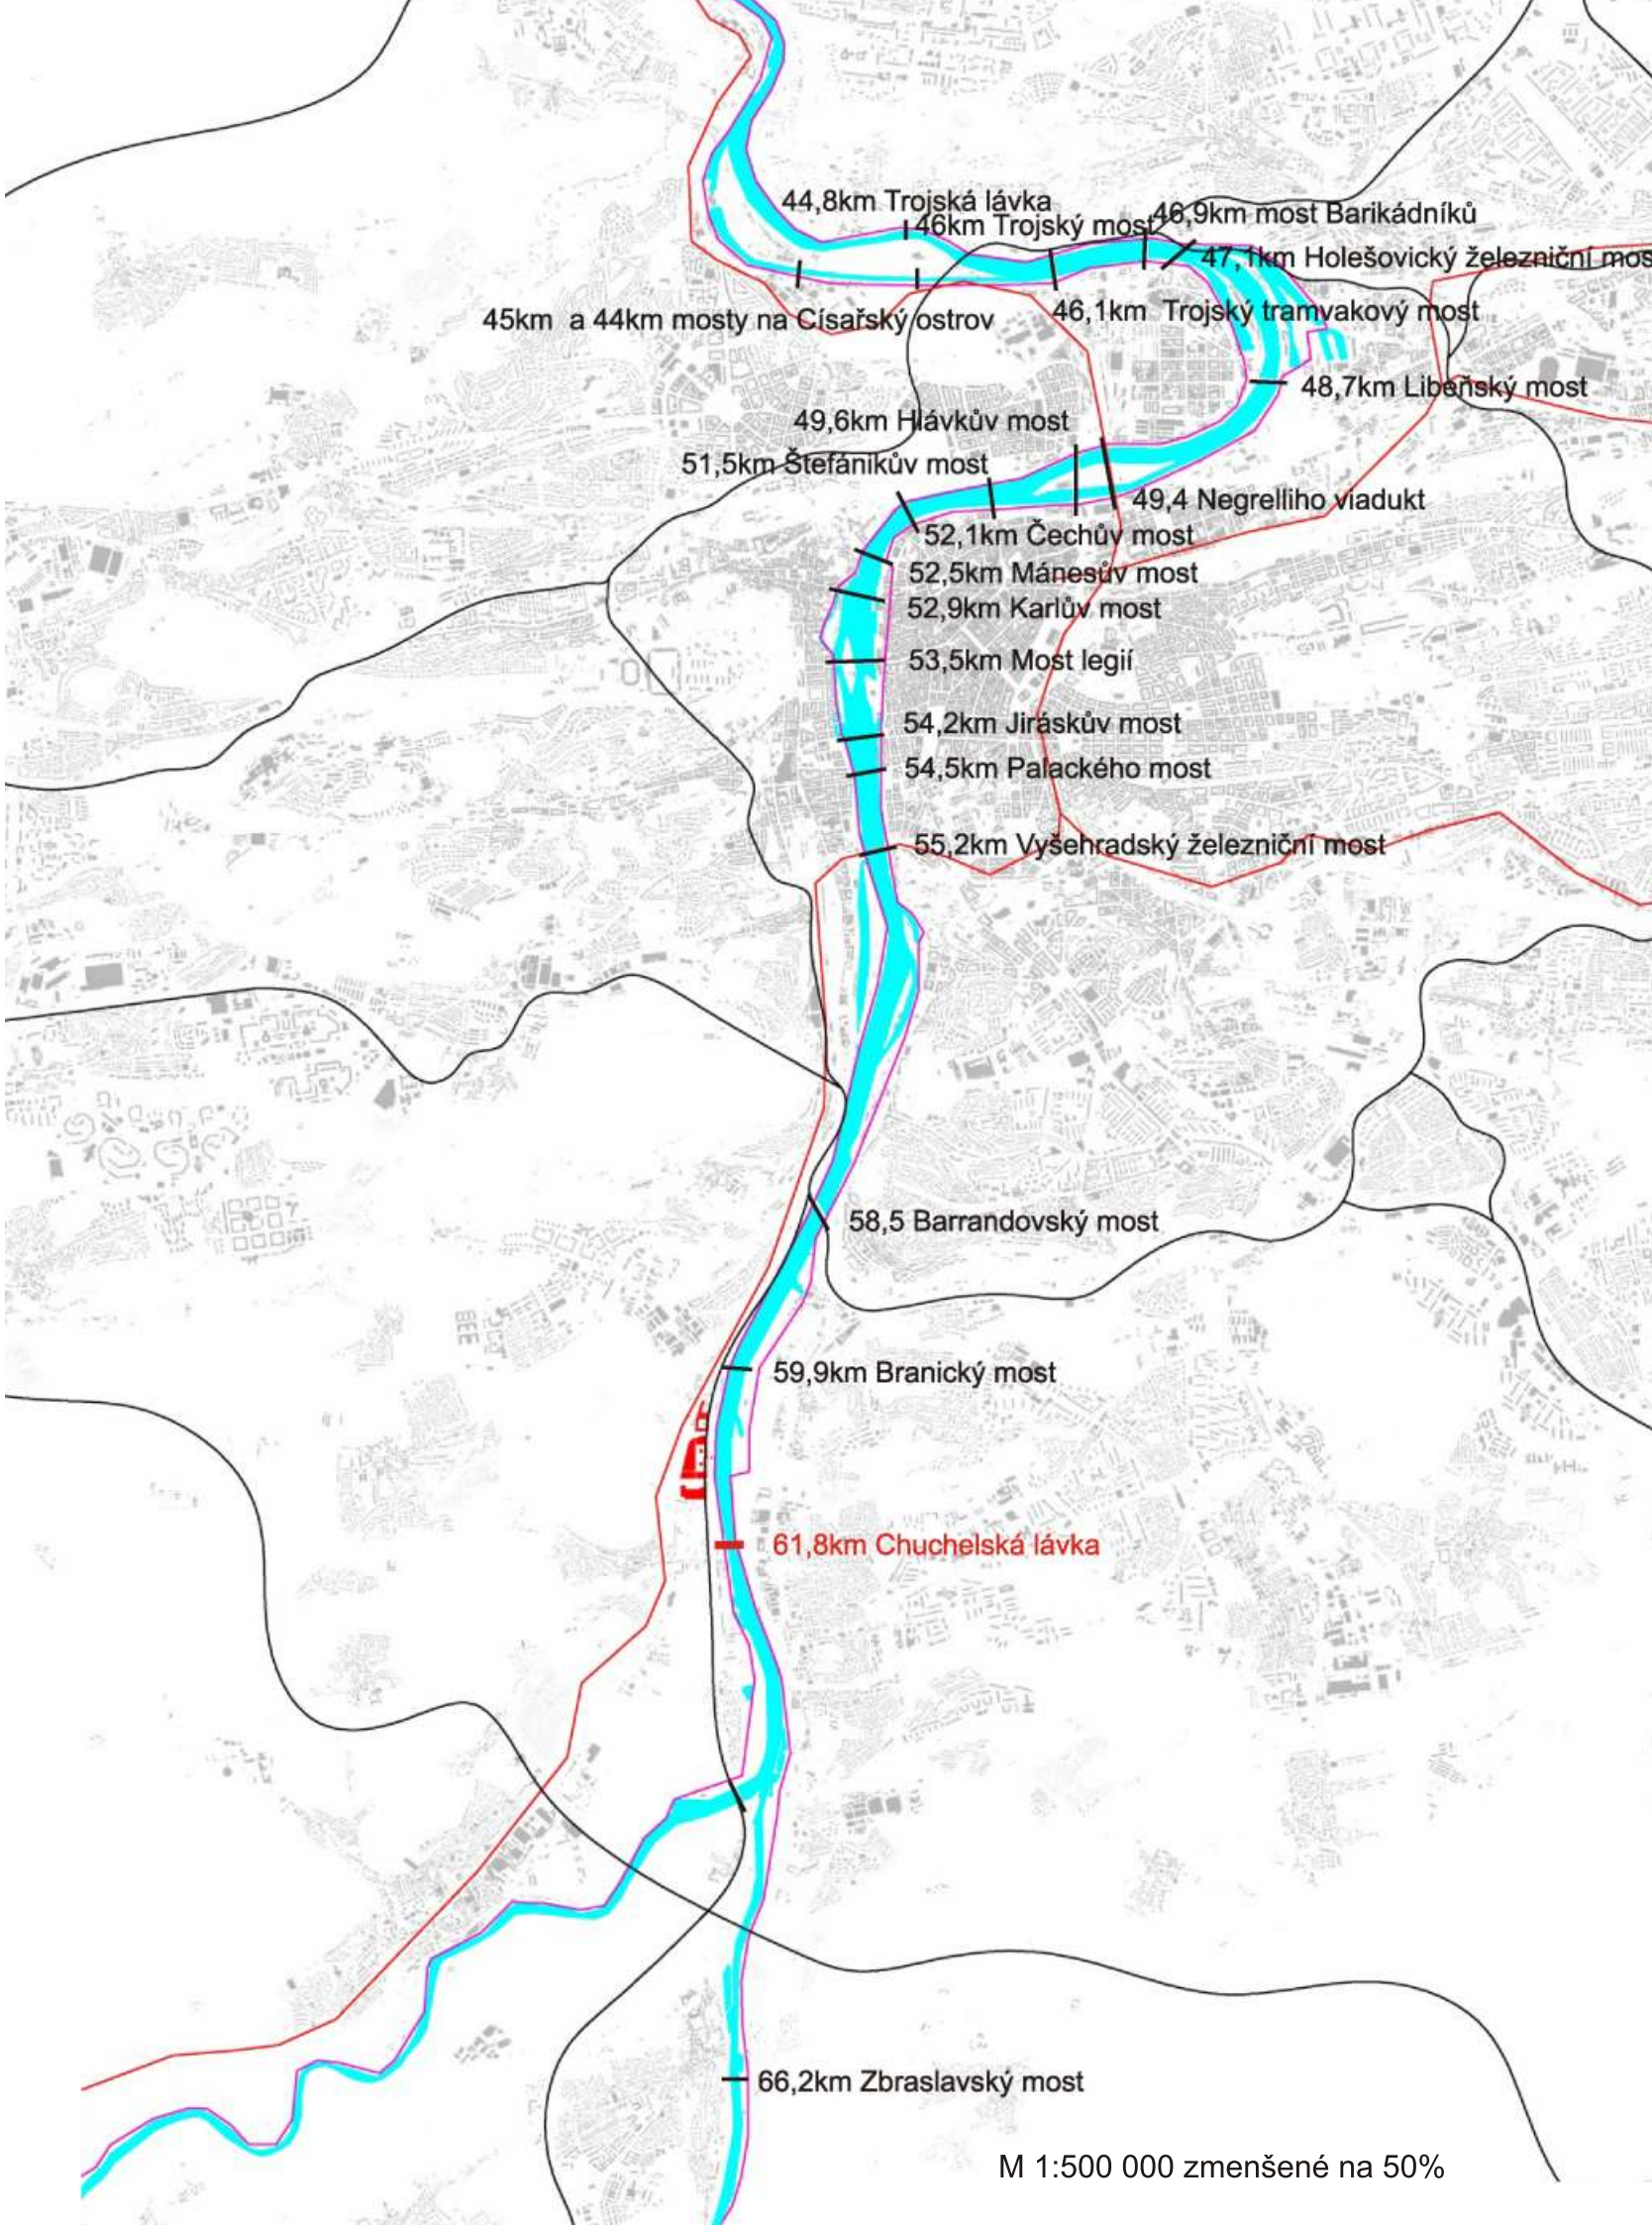 44,8km Trojská lávka
46km Trojský most
46,9km most Barikádníků
47,1km Holešovický železniční mos
45km a 44km mosty na Císařský ostrov
46,1km Trojský tramvakový most
48,7km Libeňský most
49,6km Hlávkův most
51,5km Štefánikův most
49,4 Negrelliho viadukt
52,1km Čechův most
52,5km Mánesův most
52,9km Karlův most
53,5km Most legií
54,2km Jiráskův most
54,5km Palackého most
55,2km Vyšehradský železniční most
58,5 Barrandovský most
59,9km Branický most
61,8km Chuchelská lávka
66,2km Zbraslavský most
M 1:500 000 zmenšené na 50%